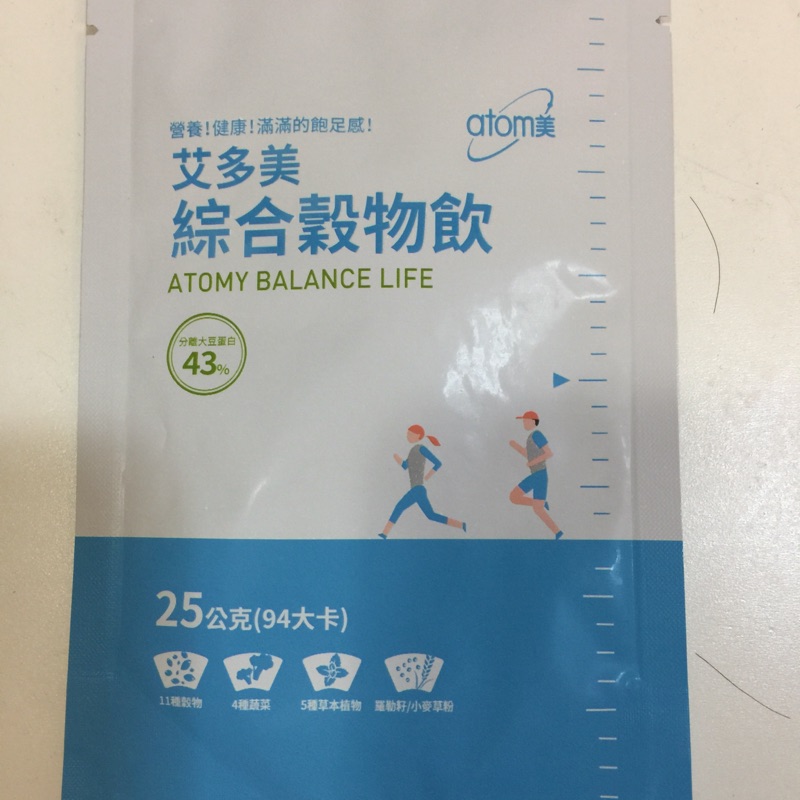 營養!健康!滿滿的飽足感!
atom美
艾多美
綜合穀物飲
ATOMY BALANCE LIFE
分離大豆蛋白
43%
25公克(94大卡)
11種穀物
4種蔬菜
5種草本植物
羅勒籽/小麥草粉